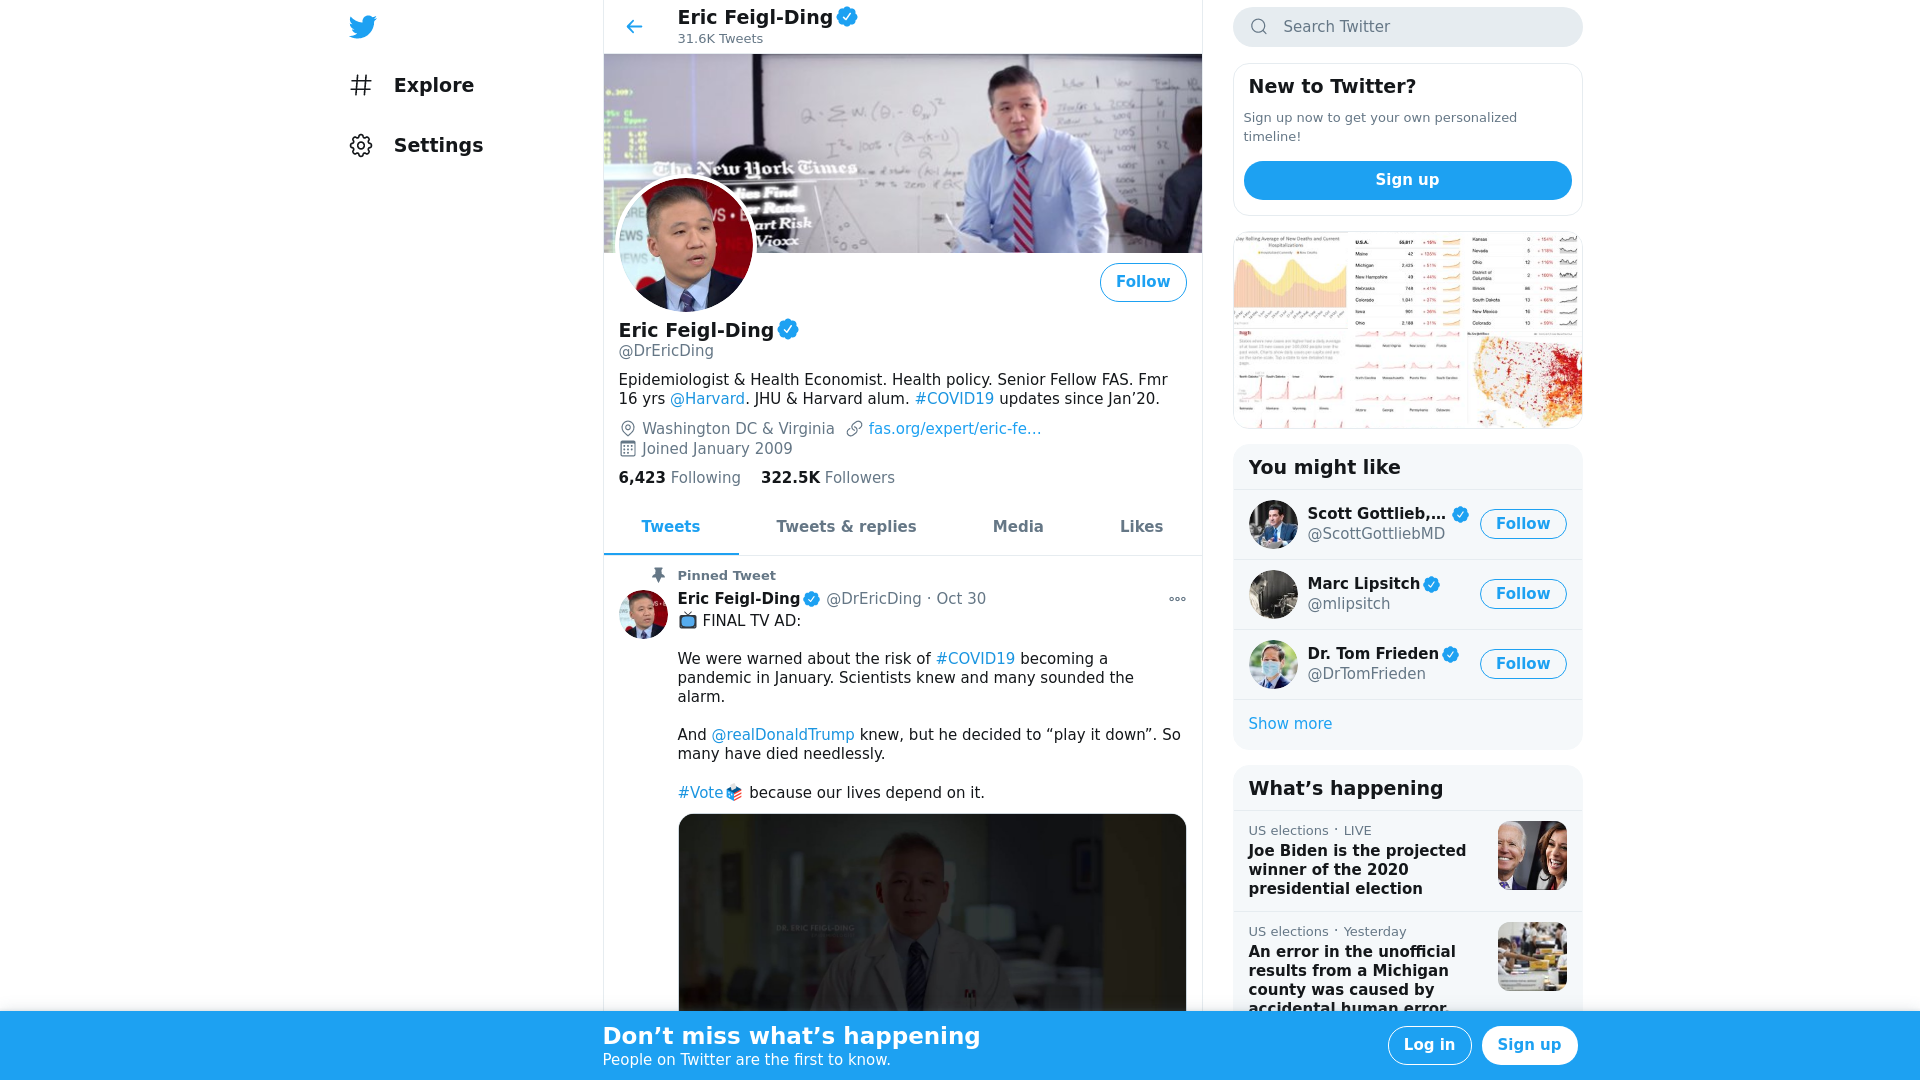 Explore
Settings
Eric Feigl-Ding
31.6K Tweets
The New York Times
Follow
Eric Feigl-Ding
@DrEricDing
Epidemiologist & Health Economist. Health policy. Senior Fellow FAS. Fmr
16 yrs @Harvard. JHU & Harvard alum. #COVID19 updates since Jan’20.
Washington DC & Virginia fas.org/expert/eric-fe…
Joined January 2009
6,423 Following 322.5K Followers
Tweets Tweets & replies Media Likes
Pinned Tweet
Eric Feigl-Ding @DrEricDing · Oct 30
FINAL TV AD:
We were warned about the risk of #COVID19 becoming a
pandemic in January. Scientists knew and many sounded the
alarm.
And @realDonaldTrump knew, but he decided to “play it down”. So
many have died needlessly.
#Vote because our lives depend on it.
DR. ERIC FEIGL-DING
Search Twitter
New to Twitter?
Sign up now to get your own personalized
timeline!
Sign up
You might like
Scott Gottlieb,…
@ScottGottliebMD
Follow
Marc Lipsitch
@mlipsitch
Follow
Dr. Tom Frieden
@DrTomFrieden
Follow
Show more
What’s happening
US elections · LIVE
Joe Biden is the projected
winner of the 2020
presidential election
US elections · Yesterday
An error in the unofficial
results from a Michigan
county was caused by
accidental human error,
Don’t miss what’s happening
People on Twitter are the first to know.
Log in
Sign up